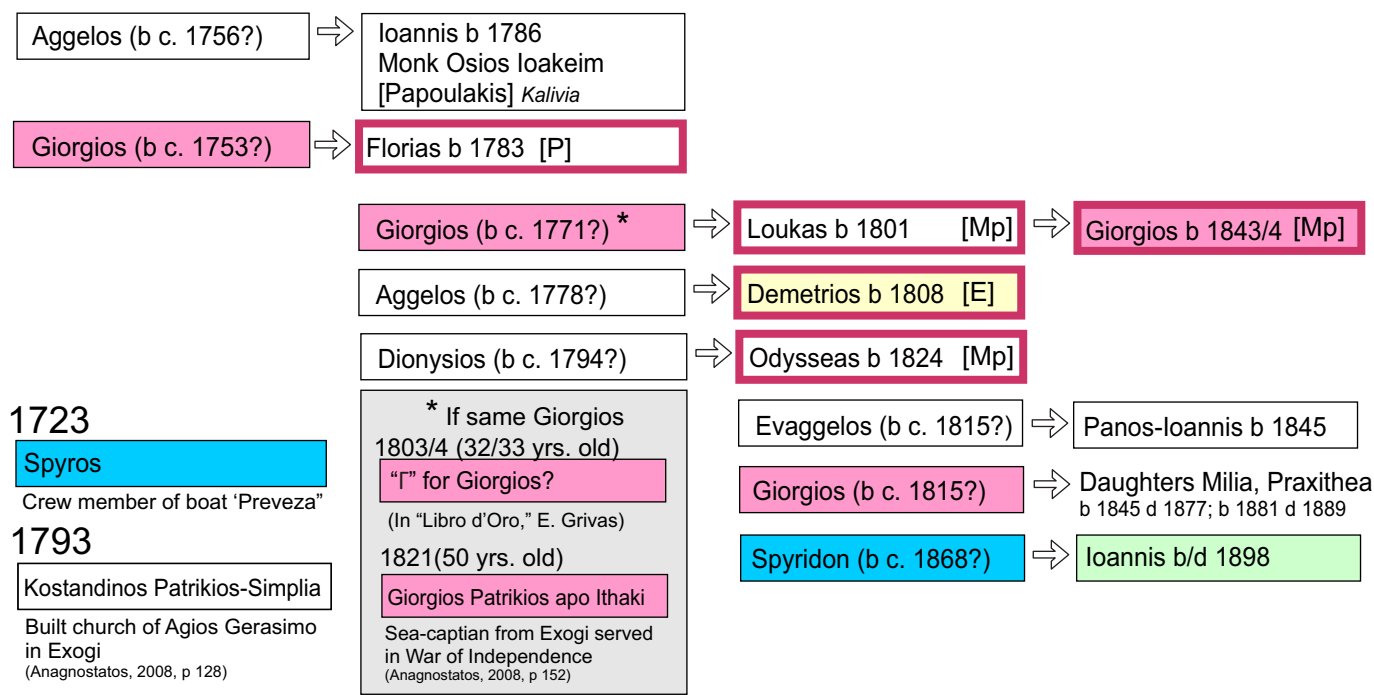 Aggelos (b c. 1756?)
Ioannis b 1786
Monk Osios Ioakeim
[Papoulakis] Kalivia
Giorgios (b c. 1753?)
Florias b 1783 [P]
Giorgios (b c. 1771?) *
Loukas b 1801 [Mp]
Giorgios b 1843/4 [Mp]
Aggelos (b c. 1778?)
Demetrios b 1808 [E]
Dionysios (b c. 1794?)
Odysseas b 1824 [Mp]
1723
Spyros
Crew member of boat ‘Preveza”
1793
Kostandinos Patrikios-Simplia
Built church of Agios Gerasimo
in Exogi
(Anagnostatos, 2008, p 128)
* If same Giorgios
1803/4 (32/33 yrs. old)
“Γ” for Giorgios?
(In “Libro d’Oro,” E. Grivas)
1821(50 yrs. old)
Giorgios Patrikios apo Ithaki
Sea-captian from Exogi served
in War of Independence
(Anagnostatos, 2008, p 152)
Evaggelos (b c. 1815?)
Panos-Ioannis b 1845
Giorgios (b c. 1815?)
Daughters Milia, Praxithea
b 1845 d 1877; b 1881 d 1889
Spyridon (b c. 1868?)
Ioannis b/d 1898